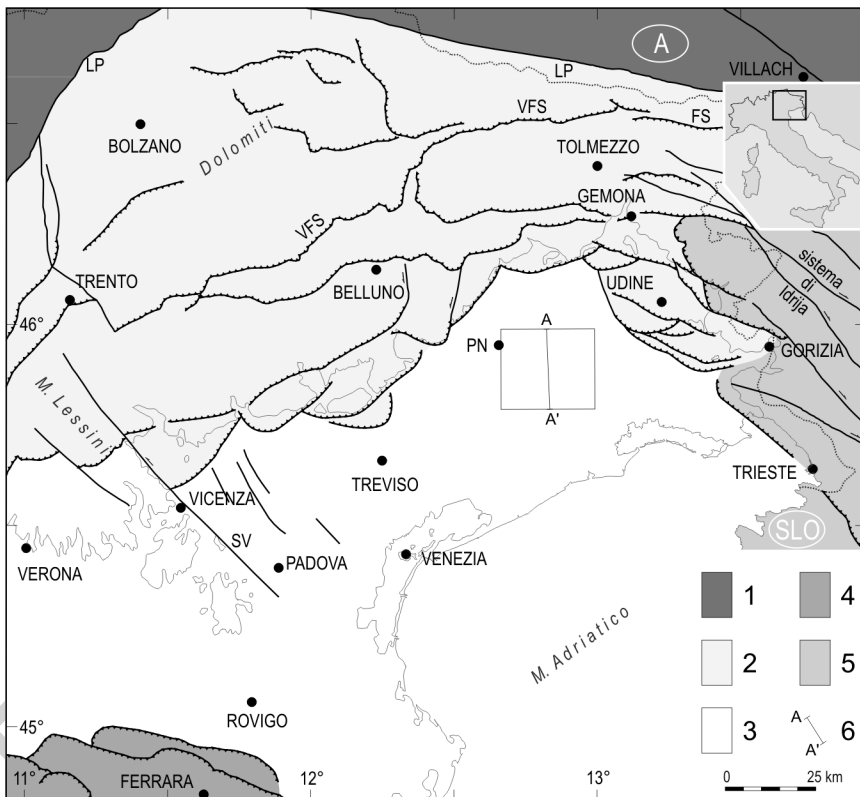 A
LP
LP
VILLACH
VFS
FS
BOLZANO
Dolomiti
TOLMEZZO
GEMONA
VFS
sistema
di
Idrija
TRENTO
BELLUNO
UDINE
46°
A
PN
GORIZIA
M. Lessini
A'
TREVISO
TRIESTE
VICENZA
SV
SLO
VERONA
PADOVA
VENEZIA
M. Adriatico
1
4
2
5
ROVIGO
45°
3
A
A'
6
11°
12
13°
FERRARA
0
25 km